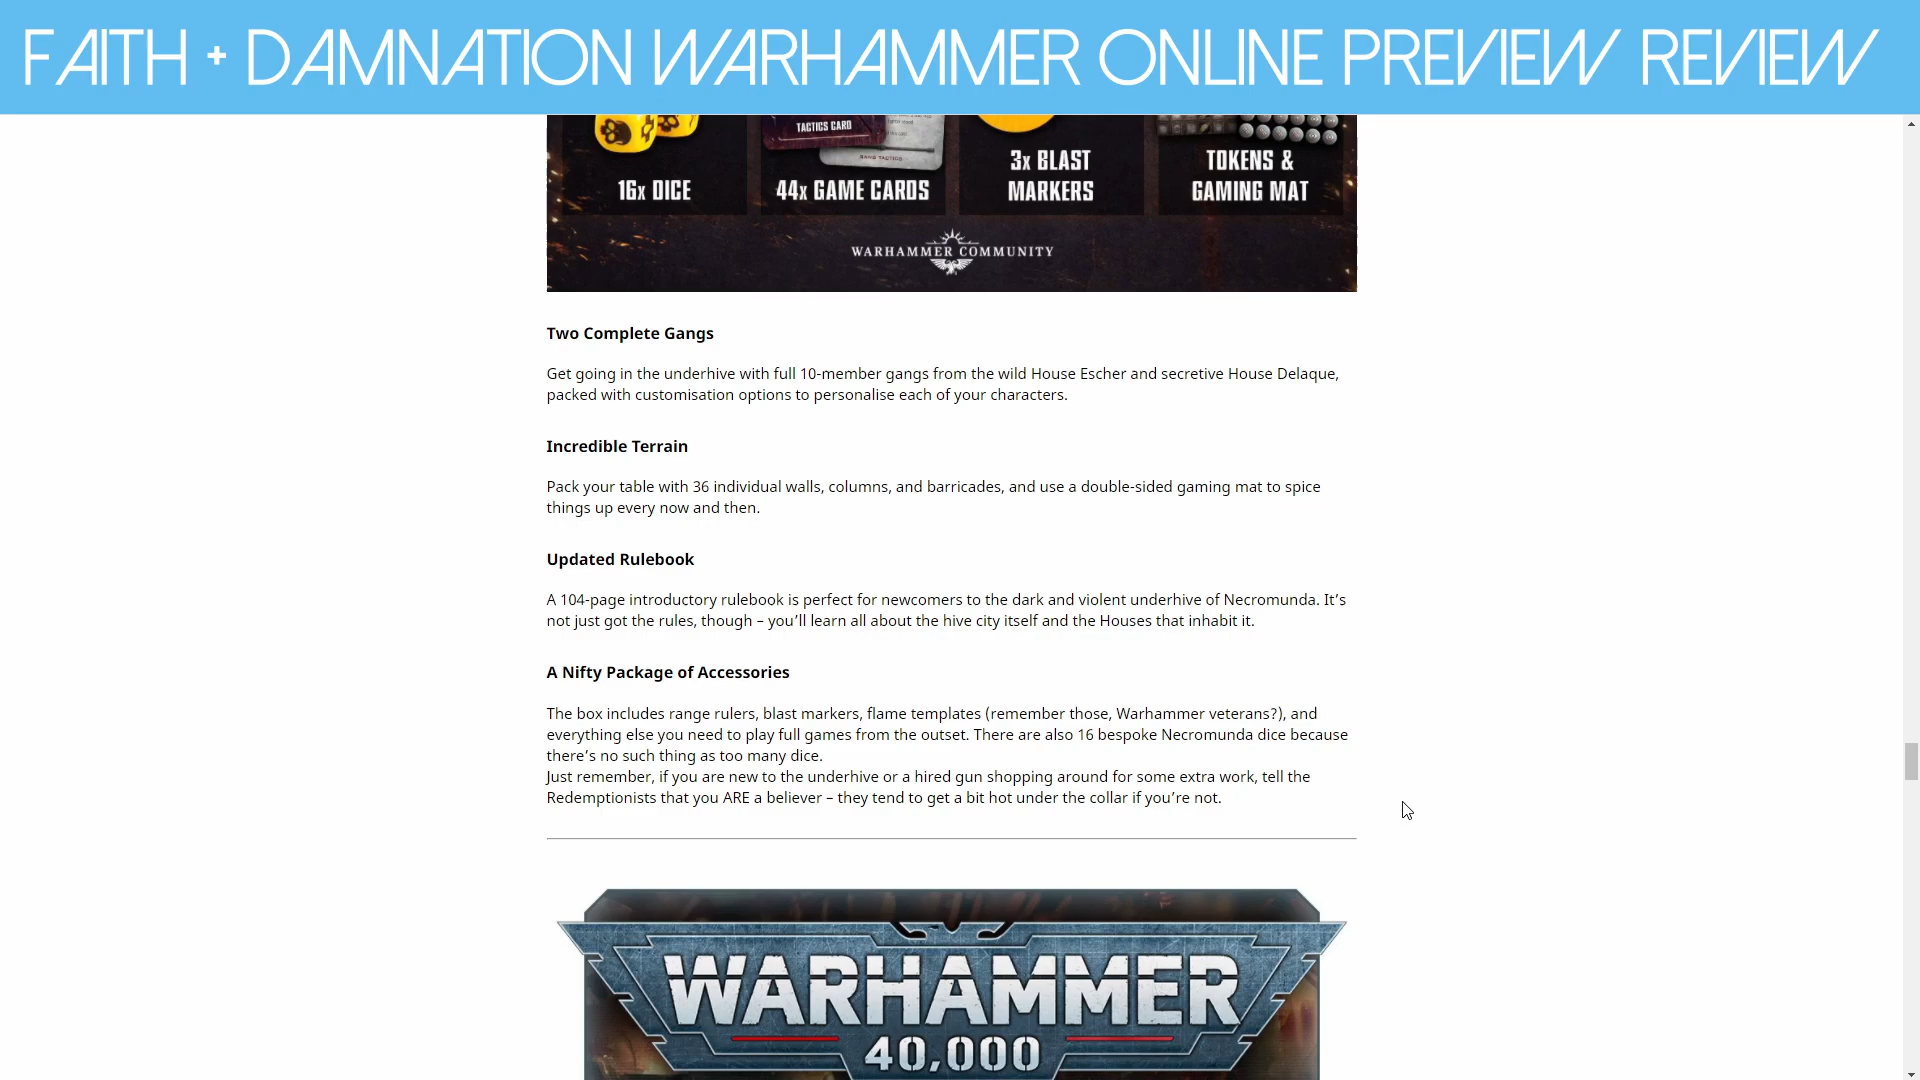 FAITH + DAMNATION WARHAMMER ONLINE PREVIEW REVIEW
TACTICS CARD
GANG TACTICS
16x DICE
44x GAME CARDS
3x BLAST
MARKERS
TOKENS &
GAMING MAT
WARHAMMER COMMUNITY
Two Complete Gangs
Get going in the underhive with full 10-member gangs from the wild House Escher and secretive House Delaque,
packed with customisation options to personalise each of your characters.
Incredible Terrain
Pack your table with 36 individual walls, columns, and barricades, and use a double-sided gaming mat to spice
things up every now and then.
Updated Rulebook
A 104-page introductory rulebook is perfect for newcomers to the dark and violent underhive of Necromunda. It’s
not just got the rules, though – you’ll learn all about the hive city itself and the Houses that inhabit it.
A Nifty Package of Accessories
The box includes range rulers, blast markers, flame templates (remember those, Warhammer veterans?), and
everything else you need to play full games from the outset. There are also 16 bespoke Necromunda dice because
there’s no such thing as too many dice.
Just remember, if you are new to the underhive or a hired gun shopping around for some extra work, tell the
Redemptionists that you ARE a believer – they tend to get a bit hot under the collar if you’re not.
WARHAMMER
40,000